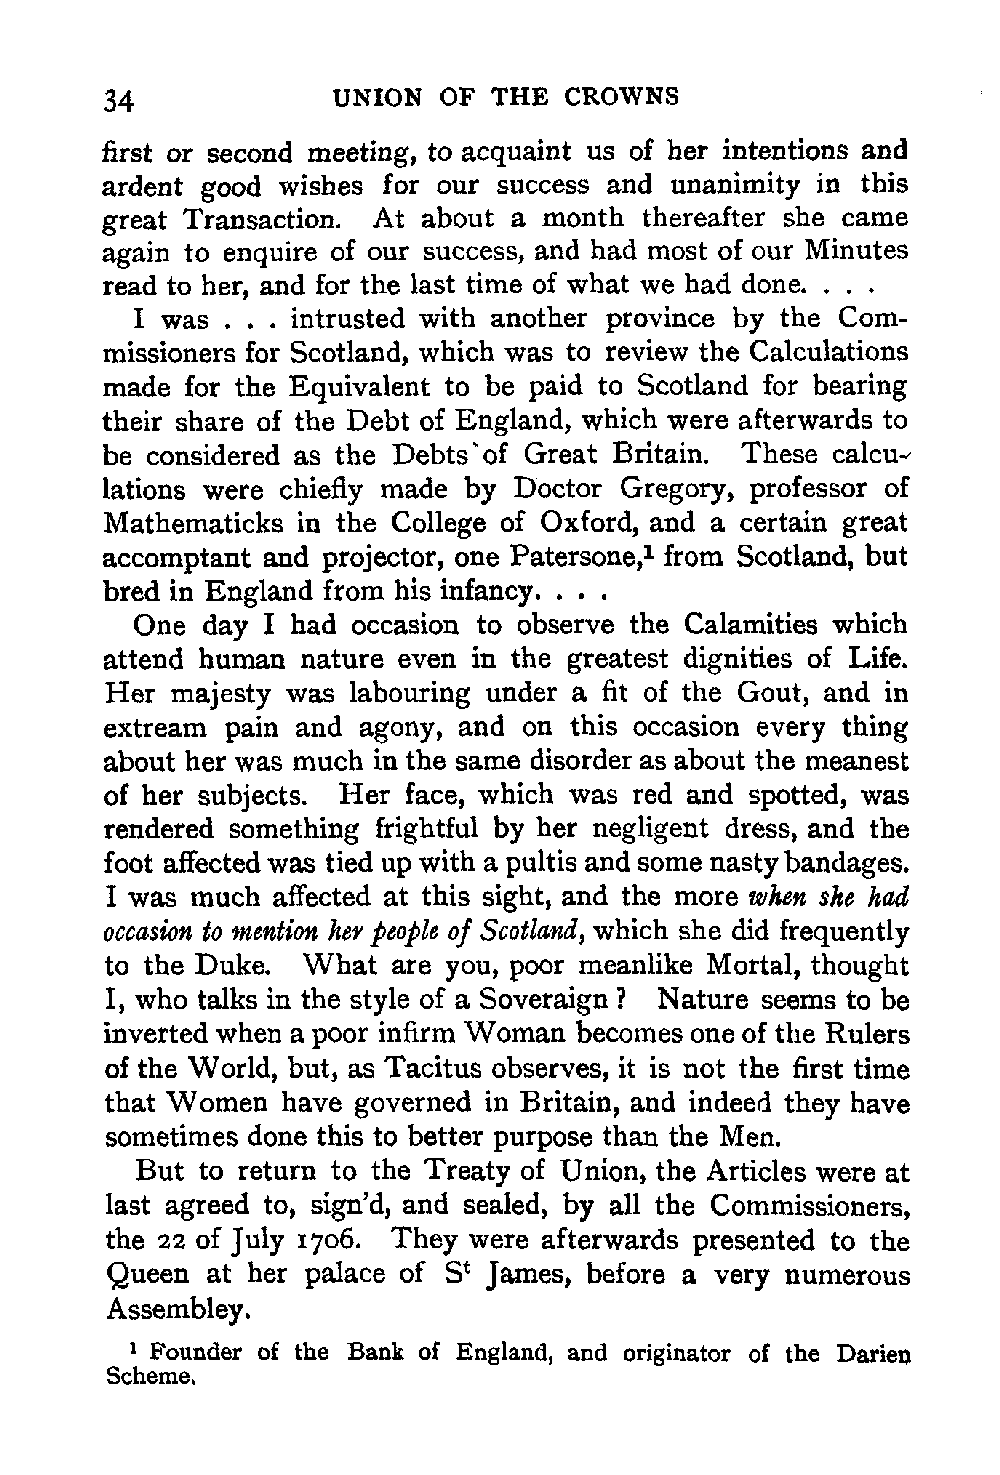 34 UNION OF THE CROWNS
first or second meeting, to acquaint us of her intentions and
ardent good wishes for our success and unanimity in this
great Transaction. At about a month thereafter she came
again to enquire of our success, and had most of our Minutes
read to her, and for the last time of what we had done. . . .
I was . . . intrusted with another province by the Com-
missioners for Scotland, which was to review the Calculations
made for the Equivalent to be paid to Scotland for bearing
their share of the Debt of England, which were afterwards to
be considered as the Debts of Great Britain. These calcu-
lations were chiefly made by Doctor Gregory, professor of
Mathematicks in the College of Oxford, and a certain great
accomptant and projector, one Patersone,¹ from Scotland, but
bred in England from his infancy. . . .
One day I had occasion to observe the Calamities which
attend human nature even in the greatest dignities of Life.
Her majesty was labouring under a fit of the Gout, and in
extream pain and agony, and on this occasion every thing
about her was much in the same disorder as about the meanest
of her subjects. Her face, which was red and spotted, was
rendered something frightful by her negligent dress, and the
foot affected was tied up with a pultis and some nasty bandages.
I was much affected at this sight, and the more when she had
occasion to mention her people of Scotland, which she did frequently
to the Duke. What are you, poor meanlike Mortal, thought
I, who talks in the style of a Soveraign? Nature seems to be
inverted when a poor infirm Woman becomes one of the Rulers
of the World, but, as Tacitus observes, it is not the first time
that Women have governed in Britain, and indeed they have
sometimes done this to better purpose than the Men.
But to return to the Treaty of Union, the Articles were at
last agreed to, sign'd, and sealed, by all the Commissioners,
the 22 of July 1706. They were afterwards presented to the
Queen at her palace of Sᵗ James, before a very numerous
Assembley.
¹ Founder of the Bank of England, and originator of the Darien
Scheme.